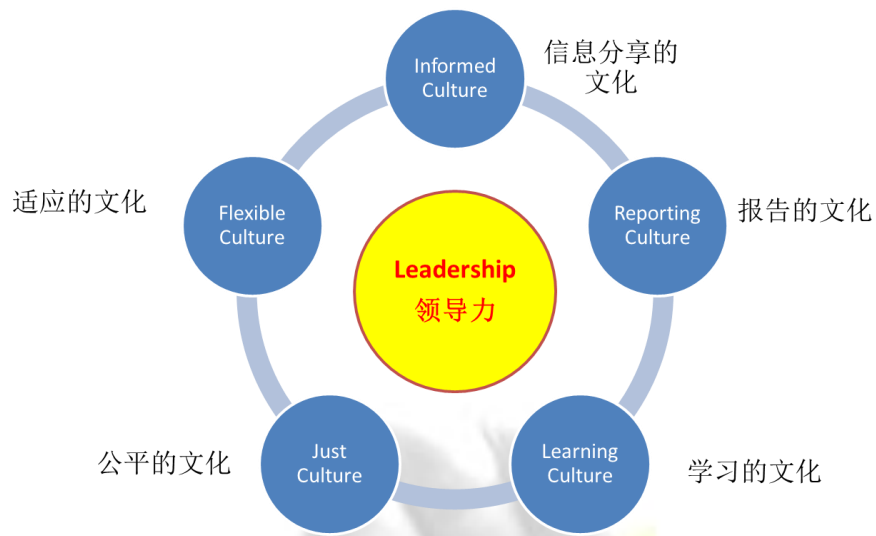 Informed
Culture
信息分享的
文化
Flexible
Culture
适应的文化
Reporting
Culture
报告的文化
Leadership
领导力
Just
Culture
公平的文化
Learning
Culture
学习的文化